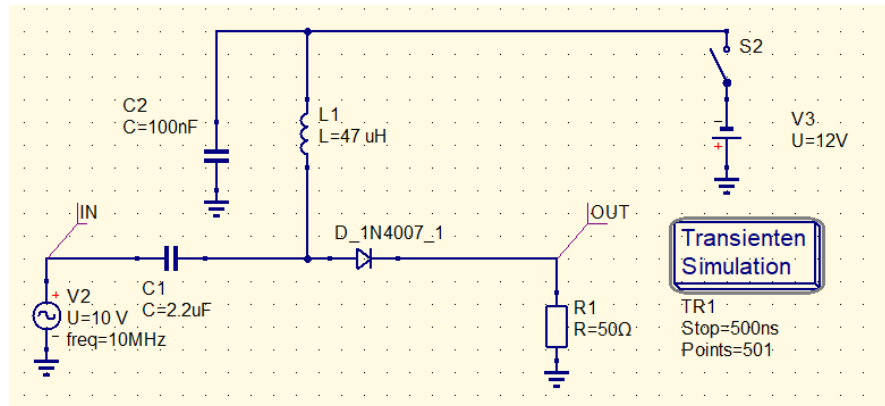 S2
C2
C=100nF
L1
L=47 uH
V3
U=12V
IN
D_1N4007_1
OUT
Transienten
Simulation
C1
C=2.2uF
V2
U=10 V
freq=10MHz
R1
R=50Ω
TR1
Stop=500ns
Points=501